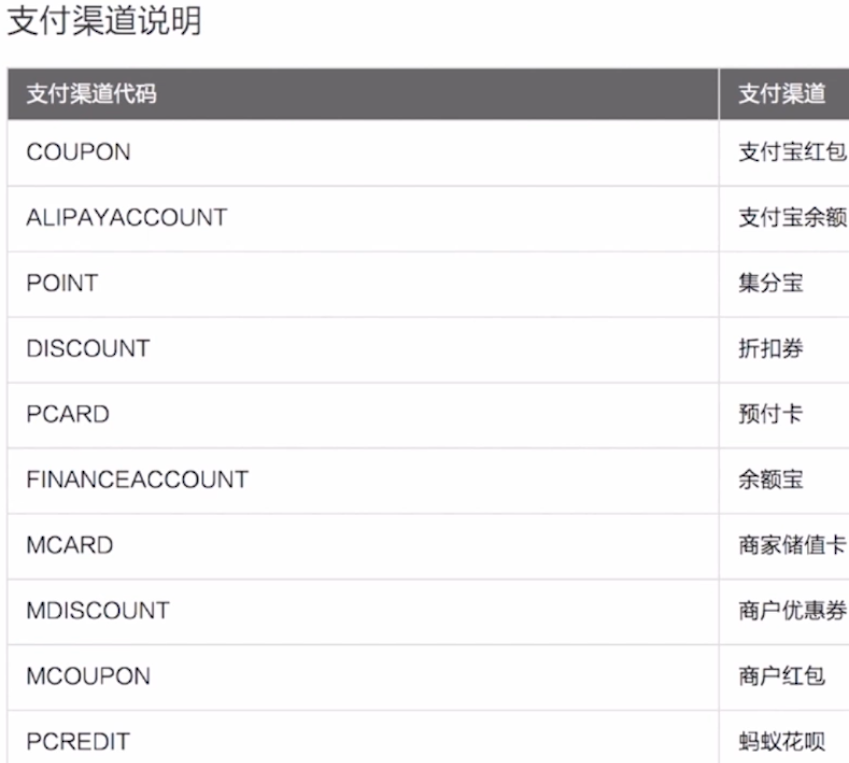 支付渠道说明
支付渠道代码 支付渠道
COUPON 支付宝红包
ALIPAYACCOUNT 支付宝余额
POINT 集分宝
DISCOUNT 折扣券
PCARD 预付卡
FINANCEACCOUNT 余额宝
MCARD 商家储值卡
MDISCOUNT 商户优惠券
MCOUPON 商户红包
PCREDIT 蚂蚁花呗